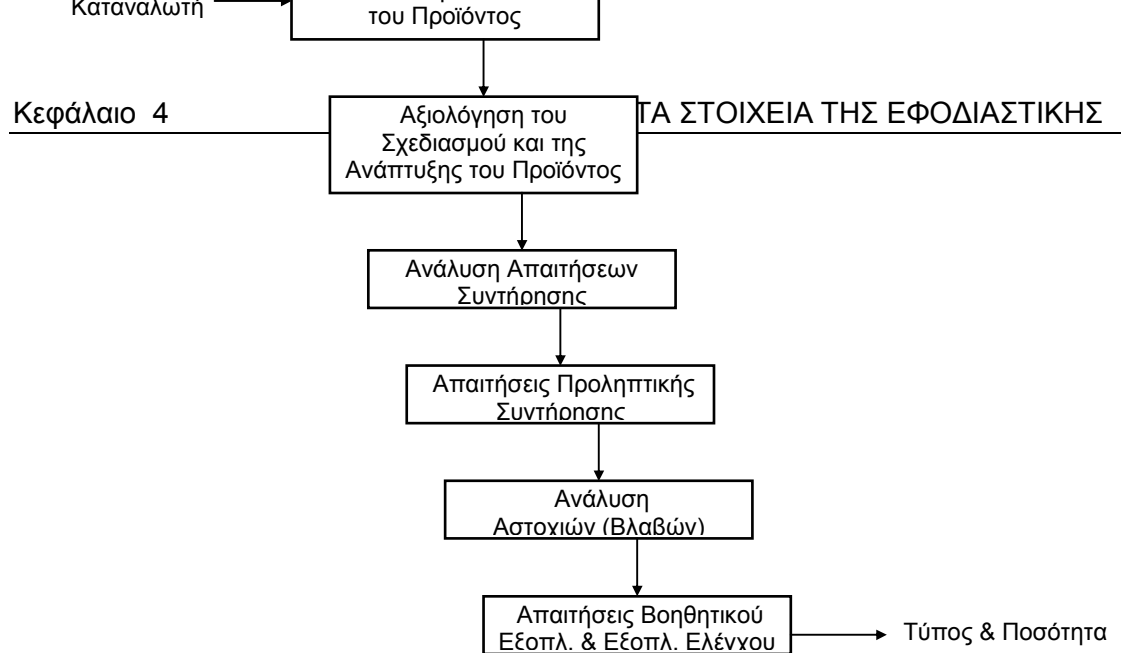 Καταναλωτή
του Προϊόντος
Κεφάλαιο 4
ΤΑ ΣΤΟΙΧΕΙΑ ΤΗΣ ΕΦΟΔΙΑΣΤΙΚΗΣ
Αξιολόγηση του
Σχεδιασμού και της
Ανάπτυξης του Προϊόντος
Ανάλυση Απαιτήσεων
Συντήρησης
Απαιτήσεις Προληπτικής
Συντήρησης
Ανάλυση
Αστοχιών (Βλαβών)
Απαιτήσεις Βοηθητικού
Εξοπλ. & Εξοπλ. Ελέγχου
Τύπος & Ποσότητα